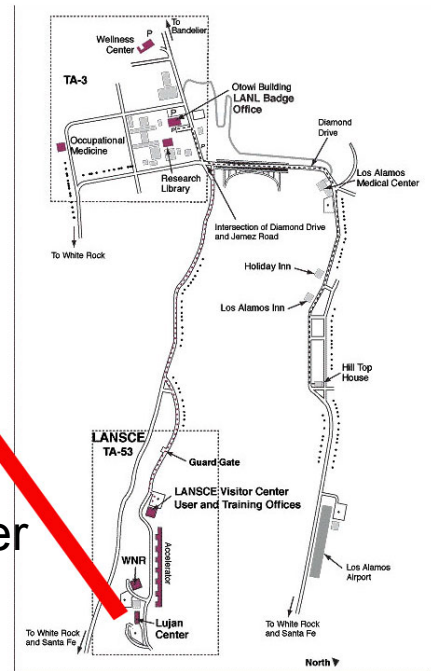 To
Bandelier
Wellness
Center
P
TA-3
P
Otowi Building
LANL Badge
Office
P
Diamond
Drive
Occupational
Medicine
Research
Library
Los Alamos
Medical Center
Intersection of Diamond Drive
and Jemez Road
To White Rock
Holiday Inn
Los Alamos Inn
Hill Top
House
LANSCE
TA-53
Guard Gate
LANSCE Visitor Center
User and Training Offices
er
WNR
Accelerator
Los Alamos
Airport
Lujan
Center
To White Rock
and Santa Fe
To White Rock
and Santa Fe
North